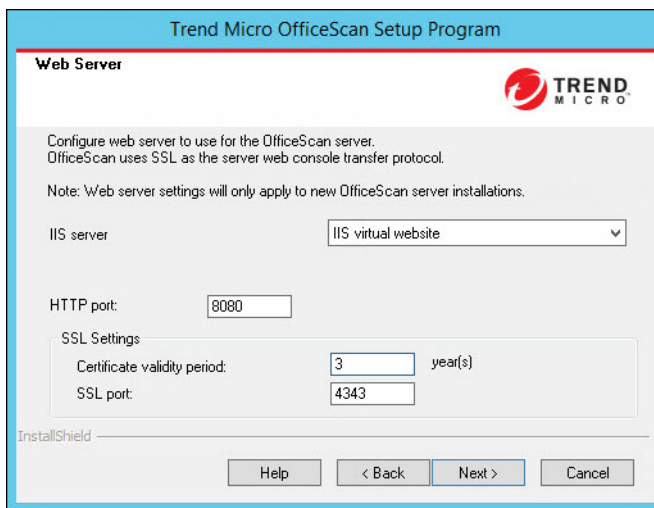 Trend Micro OfficeScan Setup Program
Web Server
TREND
MICRO
Configure web server to use for the OfficeScan server.
OfficeScan uses SSL as the server web console transfer protocol.
Note: Web server settings will only apply to new OfficeScan server installations.
IIS server IIS virtual website
HTTP port: 8080
SSL Settings
Certificate validity period: 3 year(s)
SSL port: 4343
InstallShield
Help < Back Next > Cancel